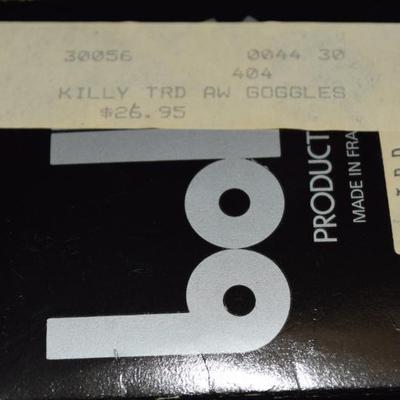 30056 0044 30
404
KILLY TRD AW GOGGLES
$26.95
bol
PRODUCT
MADE IN FRA